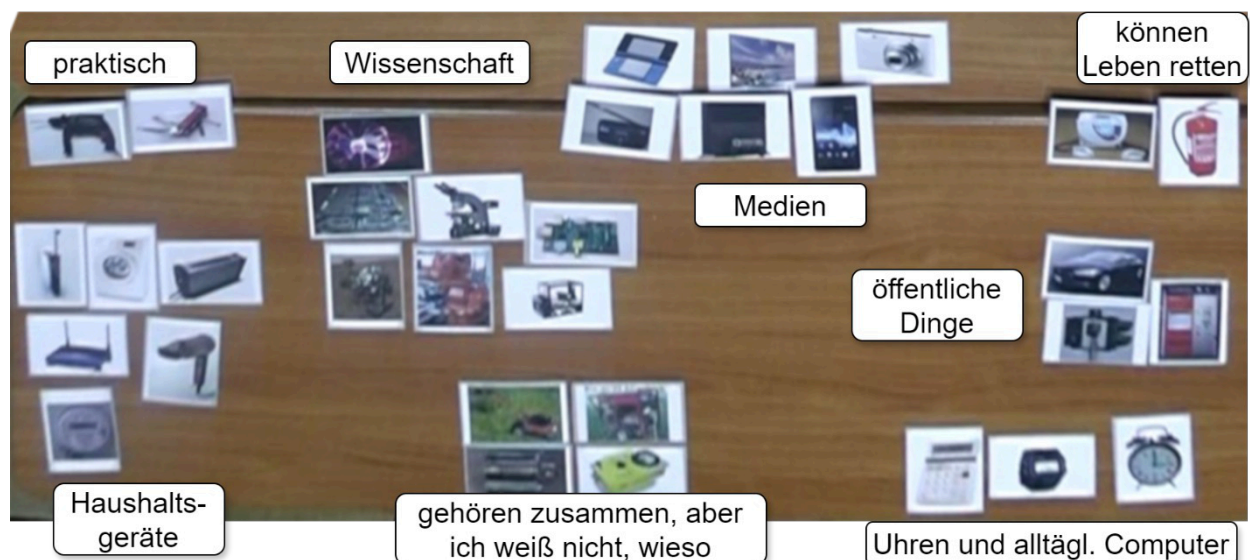 praktisch
Wissenschaft
können
Leben retten
Medien
öffentliche
Dinge
Haushalts-
geräte
gehören zusammen, aber
ich weiß nicht, wieso
Uhren und alltägl. Computer